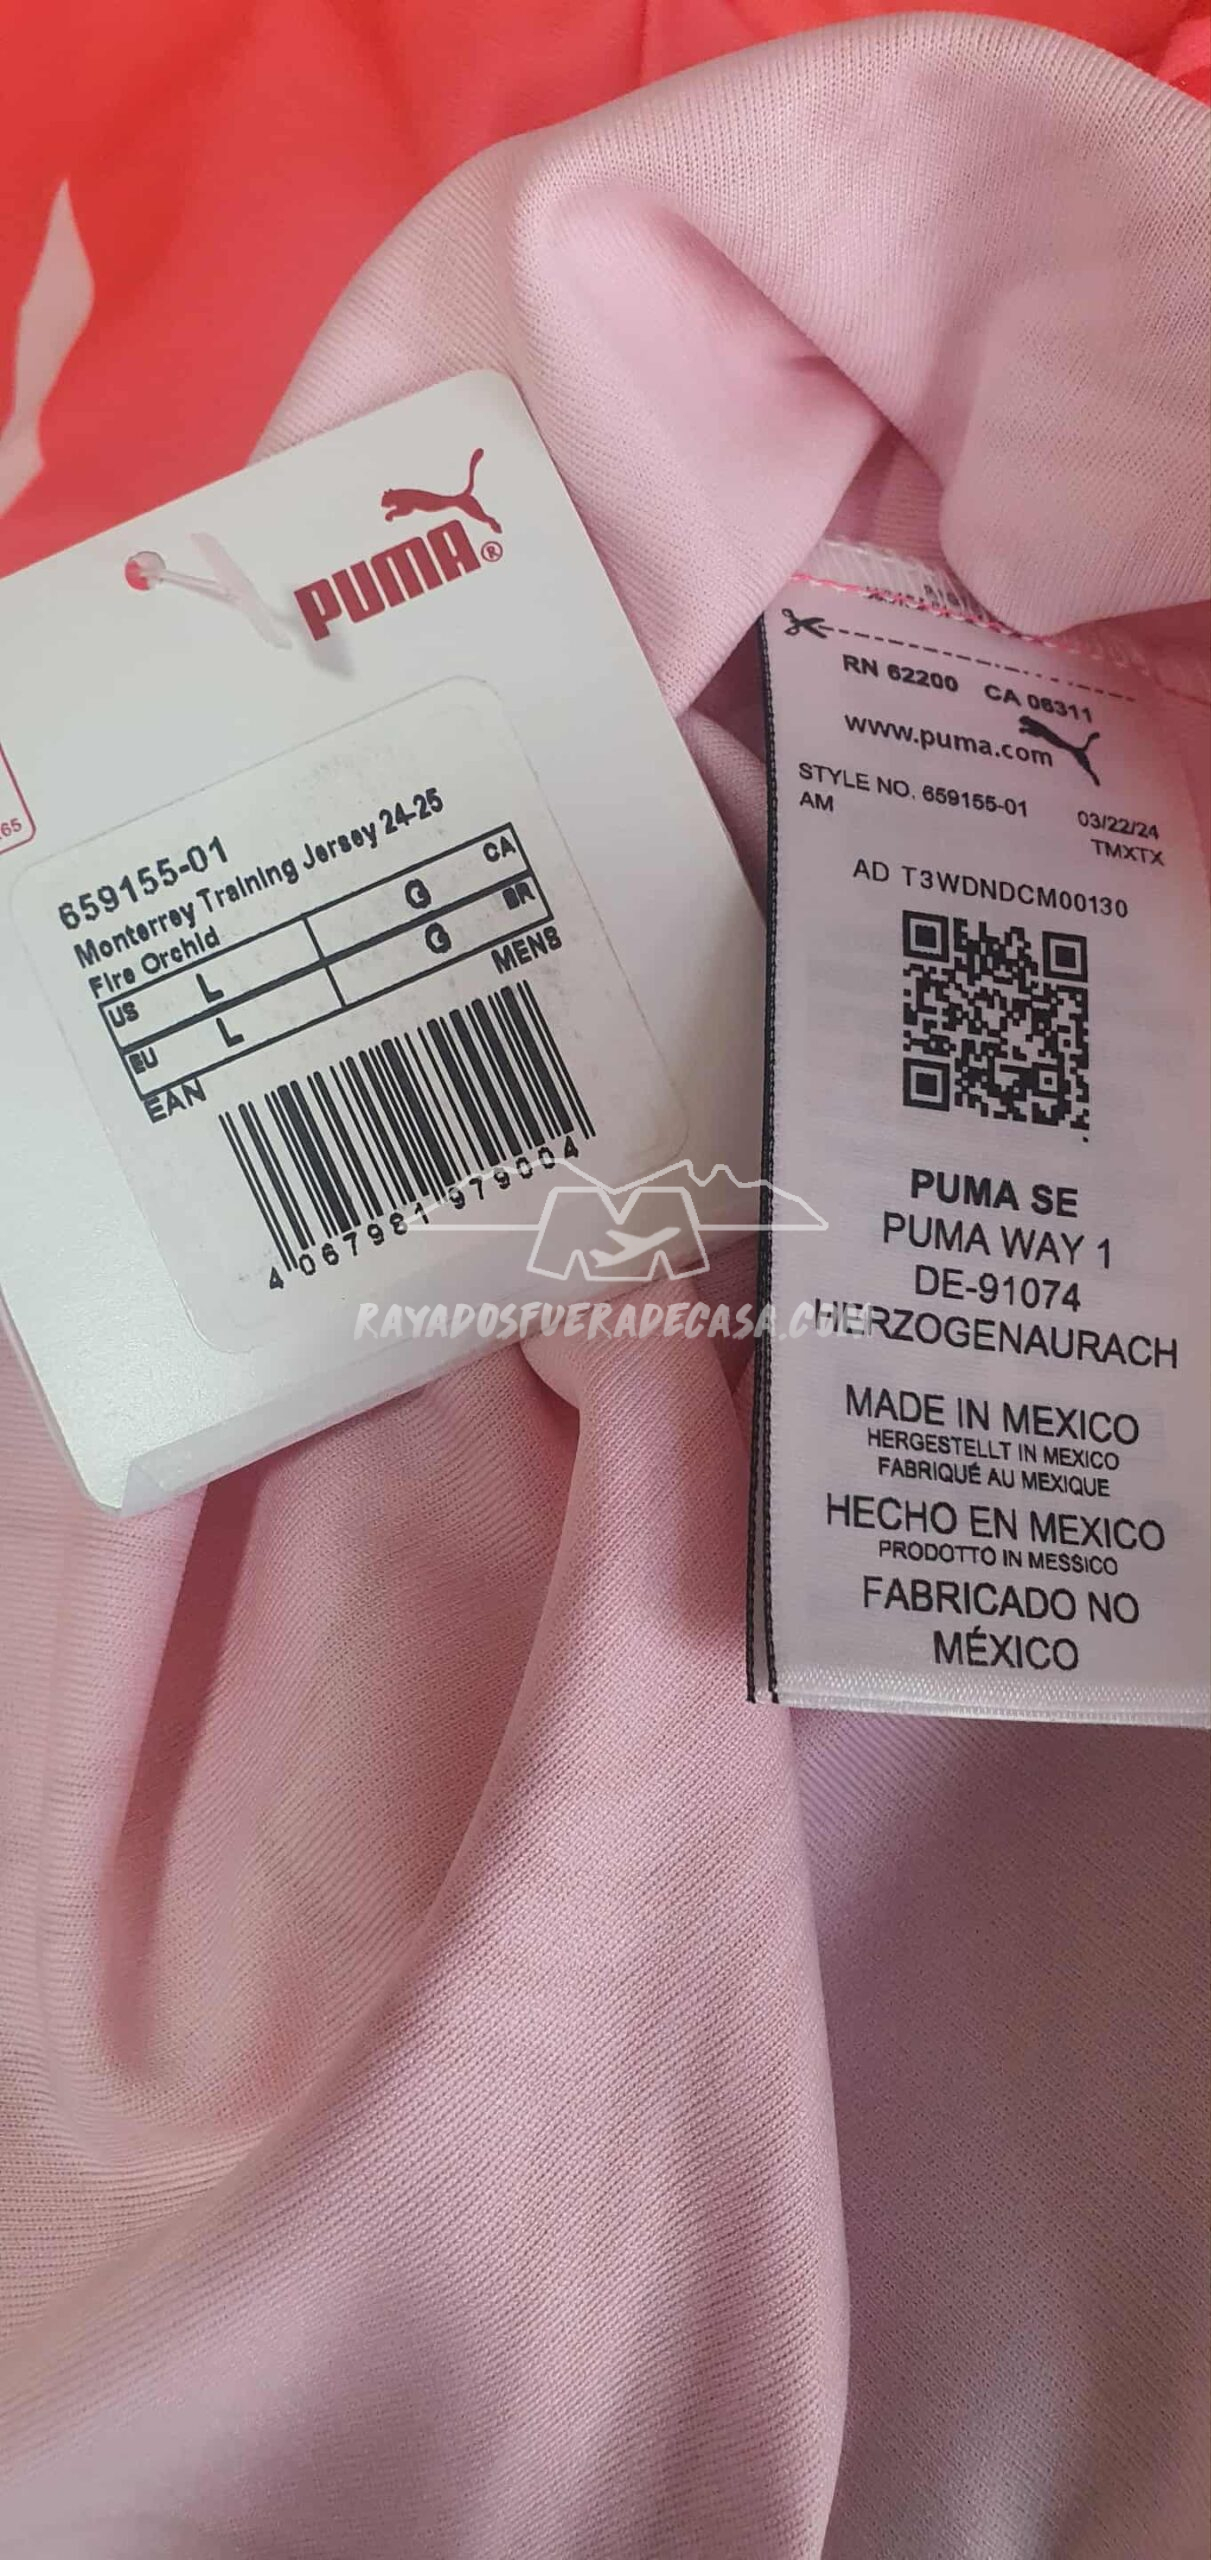 PUMA®
65
659155-01
Monterrey Training Jersey 24-25
Fire Orchid
US L G CA
EU L G BR
EAN MENS
4 067981 979004
RN 62200 CA 06311
www.puma.com
STYLE NO. 659155-01 03/22/24
AM TMXTX
AD T3WDNDCM00130
PUMA SE
PUMA WAY 1
DE-91074
HERZOGENAURACH
MADE IN MEXICO
HERGESTELLT IN MEXICO
FABRIQUÉ AU MEXIQUE
HECHO EN MEXICO
PRODOTTO IN MESSICO
FABRICADO NO
MÉXICO
RAYADOSFUERADECASA.COM